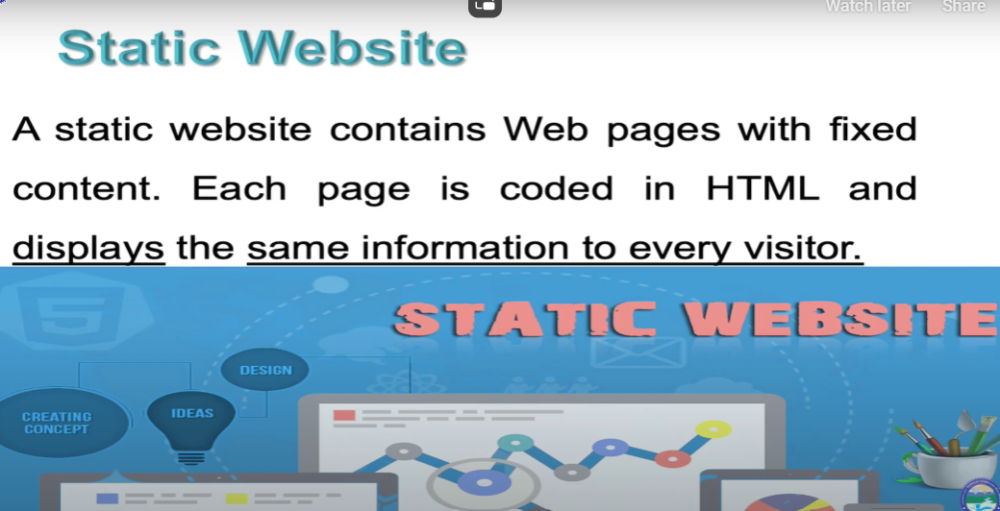 Watch later Share
Static Website
A static website contains Web pages with fixed
content. Each page is coded in HTML and
displays the same information to every visitor.
STATIC WEBSITE
DESIGN
IDEAS
CREATING
CONCEPT